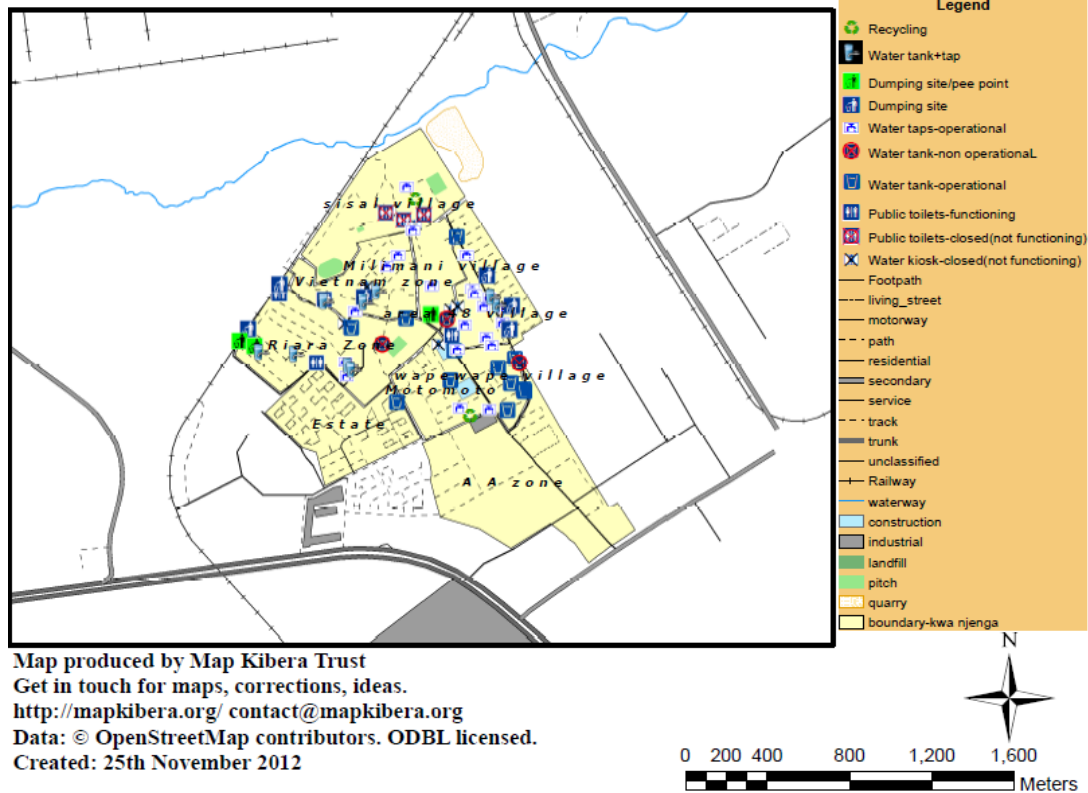 Legend
Recycling
Water tank+tap
Dumping site/pee point
Dumping site
Water taps-operational
Water tank-non operationaL
Water tank-operational
Public toilets-functioning
Public toilets-closed(not functioning)
Water kiosk-closed(not functioning)
Footpath
living_street
motorway
path
residential
secondary
service
track
trunk
unclassified
Railway
waterway
construction
industrial
landfill
pitch
quarry
boundary-kwa njenga
sisal village
Milimani village
Vietnam zone
area 48 village
Riara Zone
wapewape village
Motomoto
Estate
A A zone
Map produced by Map Kibera Trust
Get in touch for maps, corrections, ideas.
http://mapkibera.org/ contact@mapkibera.org
Data: © OpenStreetMap contributors. ODBL licensed.
Created: 25th November 2012
N
0 200 400 800 1,200 1,600
Meters